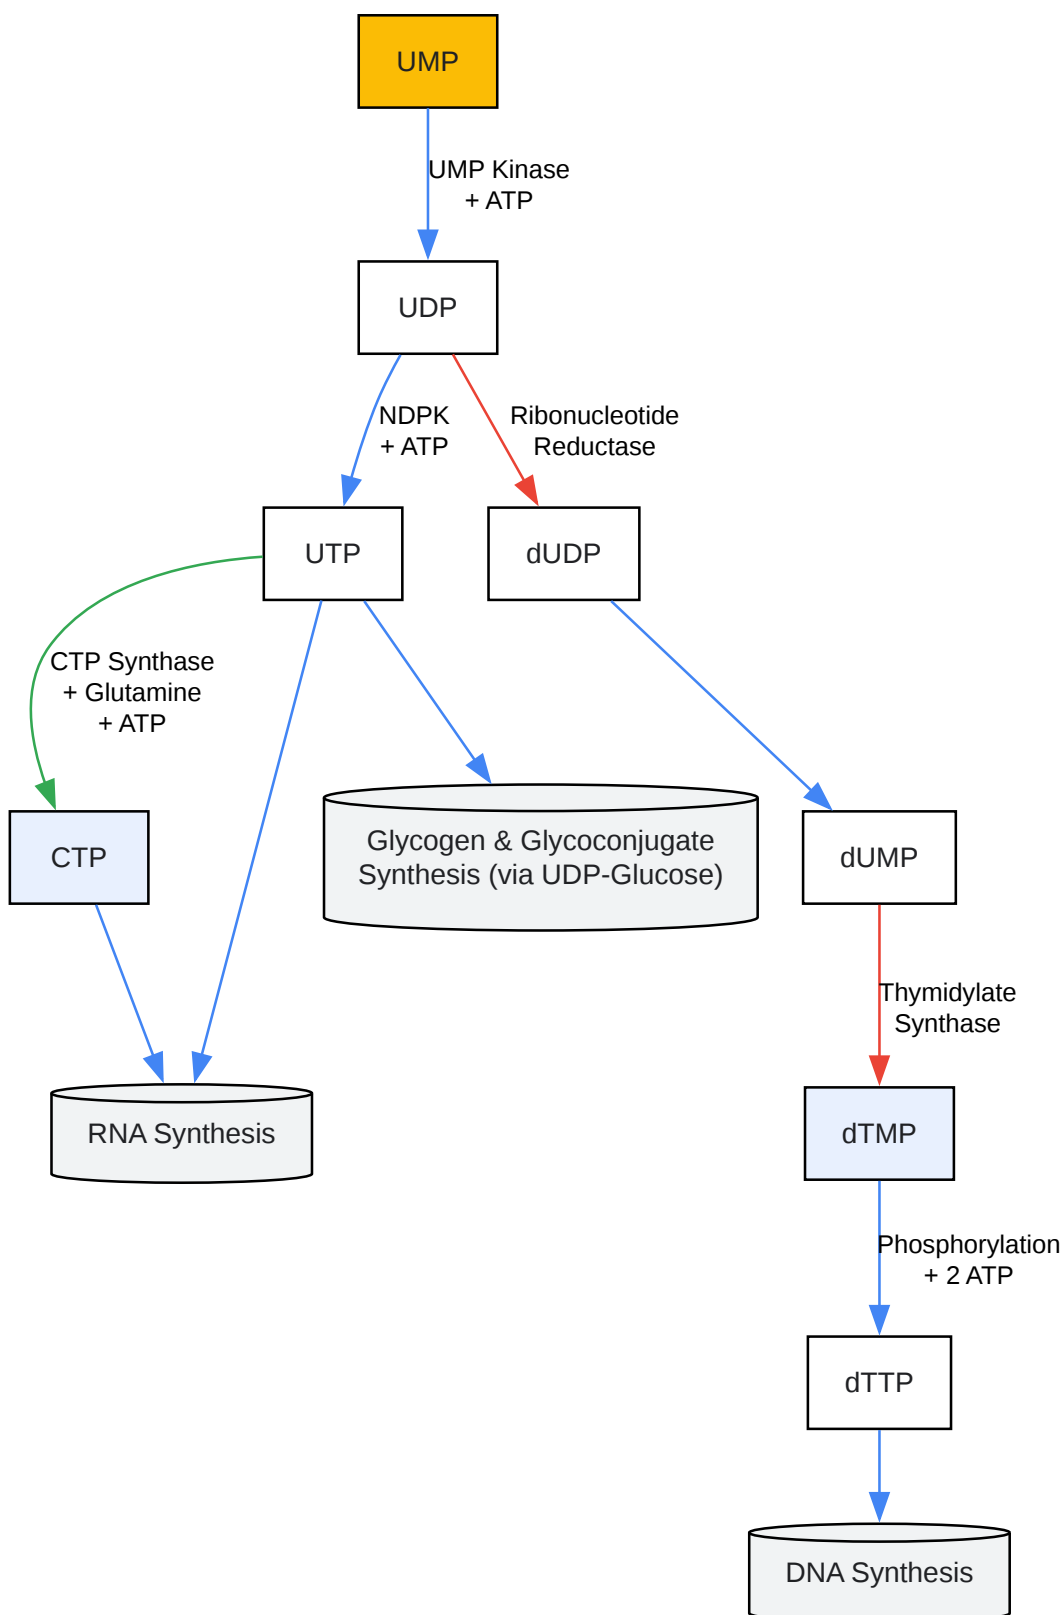 UMP
UMP Kinase
+ ATP
UDP
NDPK
+ ATP
Ribonucleotide
Reductase
UTP
dUDP
CTP Synthase
+ Glutamine
+ ATP
CTP
Glycogen & Glycoconjugate
Synthesis (via UDP-Glucose)
dUMP
Thymidylate
Synthase
RNA Synthesis
dTMP
Phosphorylation
+ 2 ATP
dTTP
DNA Synthesis